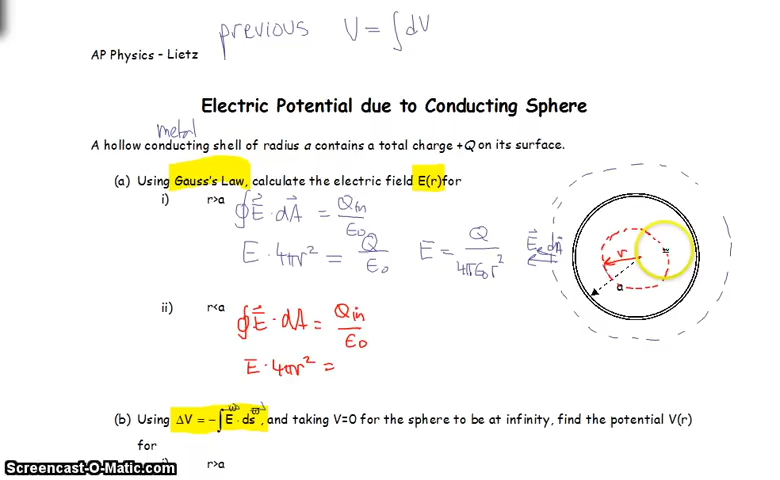 previous V = ∫dV
AP Physics - Lietz
Electric Potential due to Conducting Sphere
metal
A hollow conducting shell of radius a contains a total charge +Q on its surface.
(a) Using Gauss's Law, calculate the electric field E(r)for
i) r>a ∮E⃗ · dA⃗ = Qin/ε0
E · 4πr² = Q/ε0 E = Q/4πε0r² E⃗ dA⃗
r
a
ii) r<a ∮E⃗ · dA = Qin/ε0
E · 4πr² =
(b) Using ΔV = -∫E · ds, and taking V=0 for the sphere to be at infinity, find the potential V(r)
for
i) r>a
Screencast-O-Matic.com